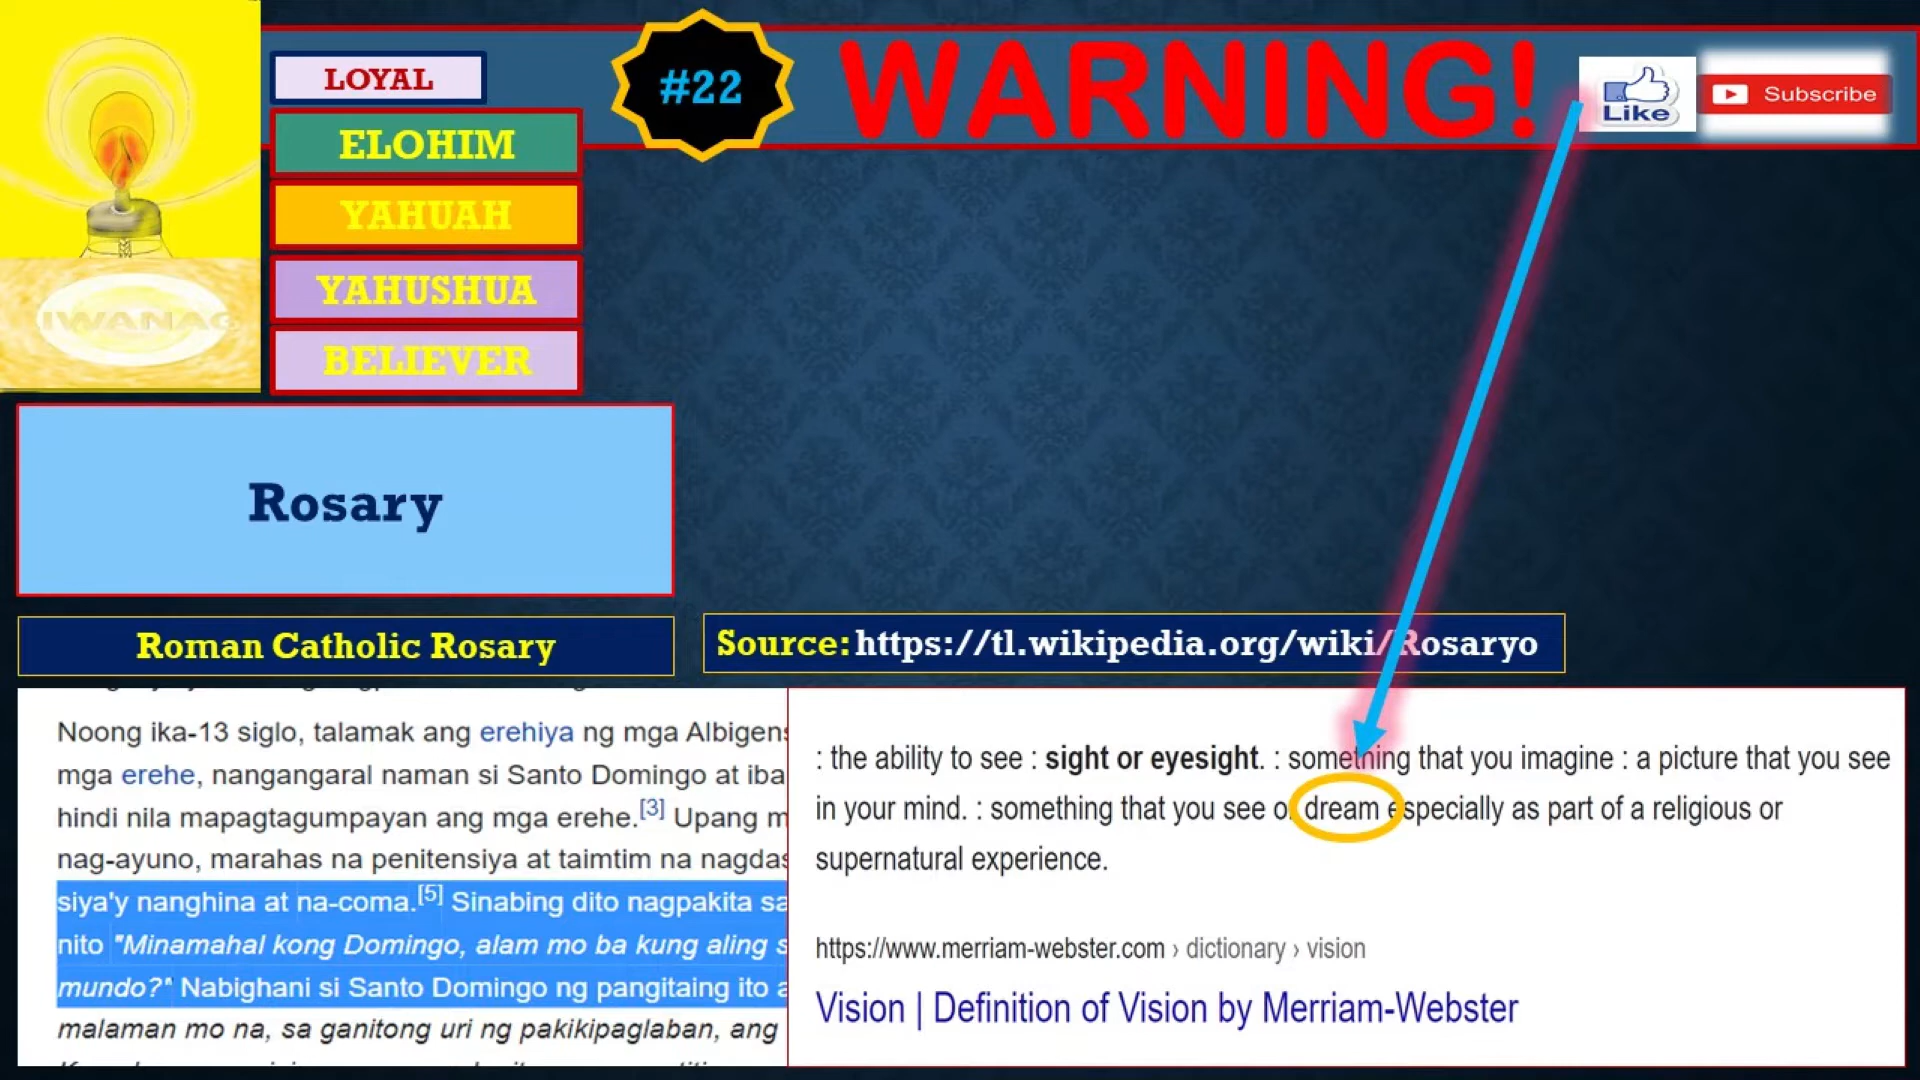 LOYAL
ELOHIM
YAHUAH
YAHUSHUA
BELIEVER
IWANAG
#22
WARNING!
Like
Subscribe
Rosary
Roman Catholic Rosary
Source: https://tl.wikipedia.org/wiki/Rosaryo
Noong ika-13 siglo, talamak ang erehiya ng mga Albigens
mga erehe, nangangaral naman si Santo Domingo at iba
hindi nila mapagtagumpayan ang mga erehe.[3] Upang m
nag-ayuno, marahas na penitensiya at taimtim na nagdas
siya'y nanghina at na-coma.[5] Sinabing dito nagpakita sa
nito "Minamahal kong Domingo, alam mo ba kung aling s
mundo?" Nabighani si Santo Domingo ng pangitaing ito a
malaman mo na, sa ganitong uri ng pakikipaglaban, ang
: the ability to see : sight or eyesight. : something that you imagine : a picture that you see
in your mind. : something that you see or dream especially as part of a religious or
supernatural experience.
https://www.merriam-webster.com › dictionary › vision
Vision | Definition of Vision by Merriam-Webster